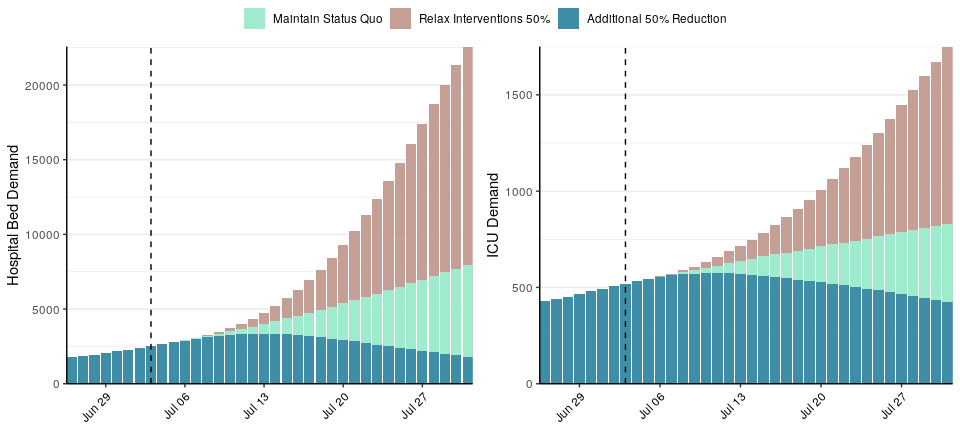 Maintain Status Quo Relax Interventions 50% Additional 50% Reduction
Hospital Bed Demand
20000
15000
10000
5000
0
Jun 29 Jul 06 Jul 13 Jul 20 Jul 27
ICU Demand
1500
1000
500
0
Jun 29 Jul 06 Jul 13 Jul 20 Jul 27